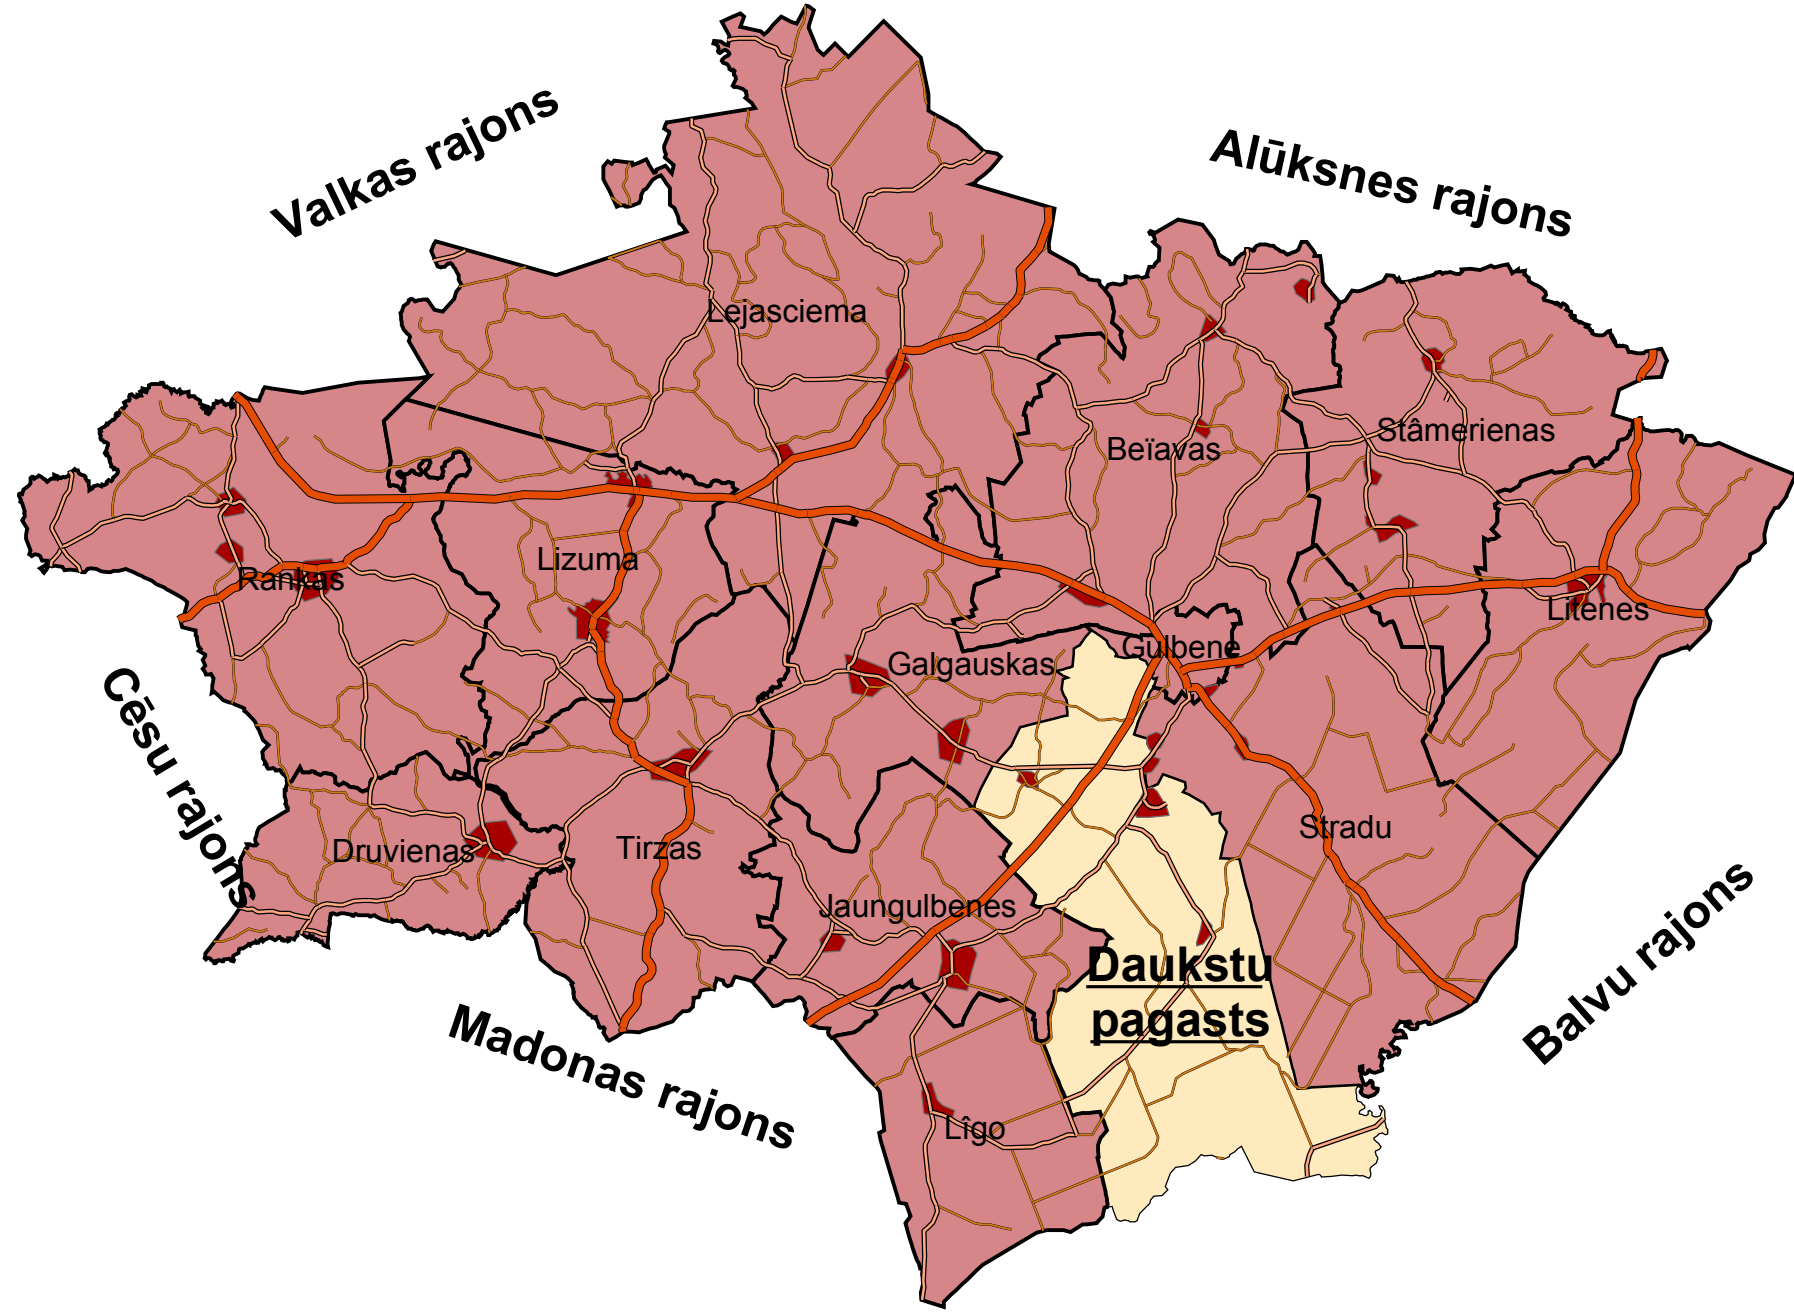 Valkas rajons
Alūksnes rajons
Lejasciema
Stâmerienas
Beïavas
Lizuma
Rankas
Litenes
Gulbene
Galgauskas
Cēsu rajons
Stradu
Druvienas
Tirzas
Jaungulbenes
Daukstu
pagasts
Balvu rajons
Madonas rajons
Lîgo